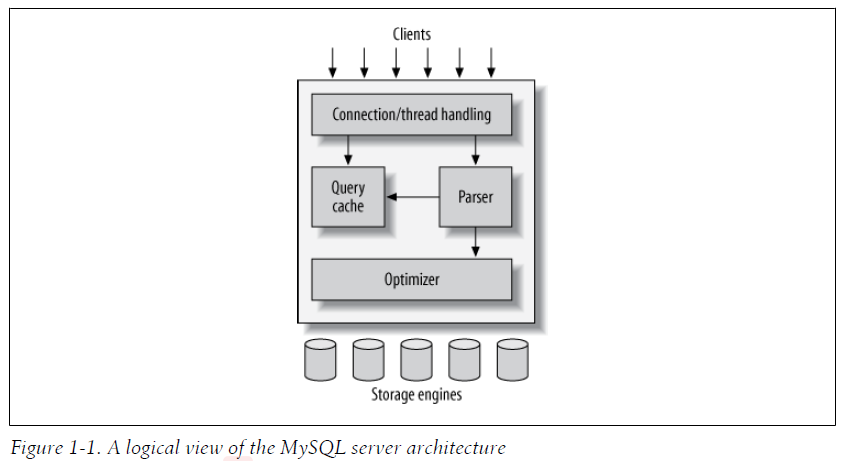 Clients
Connection/thread handling
Query
cache
Parser
Optimizer
Storage engines
Figure 1-1. A logical view of the MySQL server architecture